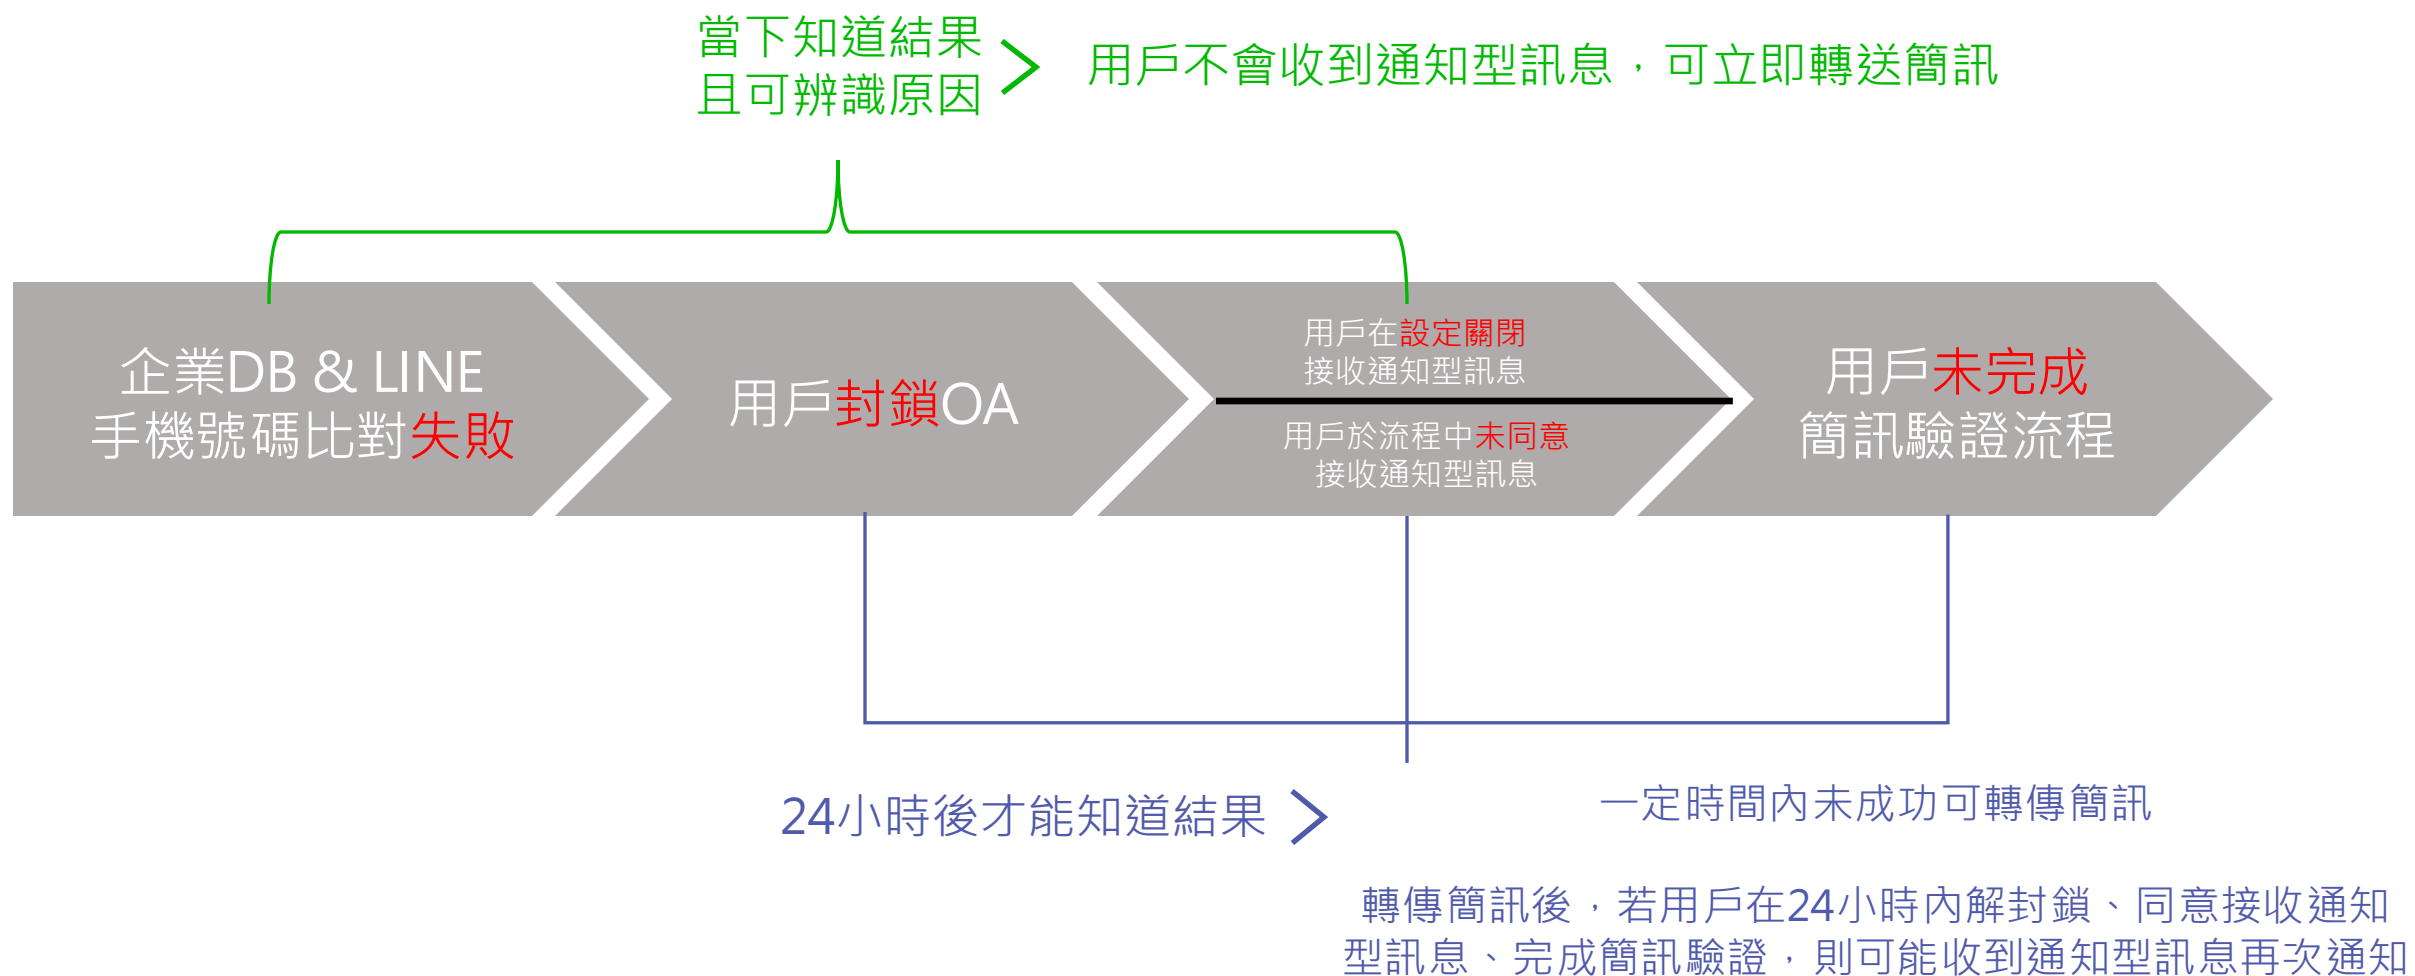 當下知道結果
且可辨識原因
用戶不會收到通知型訊息，可立即轉送簡訊
企業DB & LINE
手機號碼比對失敗
用戶封鎖OA
用戶在設定關閉
接收通知型訊息
用戶於流程中未同意
接收通知型訊息
用戶未完成
簡訊驗證流程
24小時後才能知道結果
一定時間內未成功可轉傳簡訊
轉傳簡訊後，若用戶在24小時內解封鎖、同意接收通知
型訊息、完成簡訊驗證，則可能收到通知型訊息再次通知